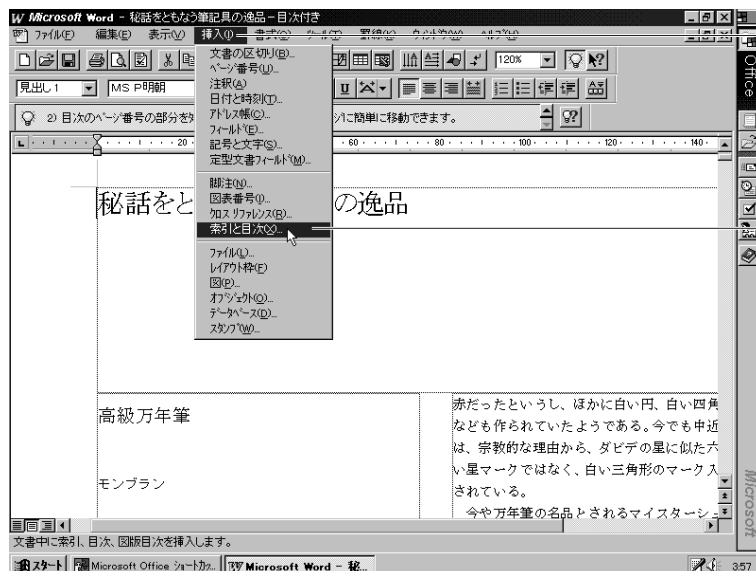 Microsoft Word - 秘話をともなう筆記具の逸品－目次付き
ファイル(F) 編集(E) 表示(V) 挿入(I)
文書の区切り(B)...
ページ番号(U)...
注釈(A)
日付と時刻(T)...
アドレス帳(C)...
フィールド(E)...
記号と文字(S)...
定型文書フィールド(M)...
脚注(N)...
図表番号(I)...
クロス リファレンス(R)...
索引と目次(X)...
ファイル(L)...
レイアウト枠(F)
図(P)...
オブジェクト(O)...
データベース(D)...
スタンプ(W)...
120%
見出し 1 MS P明朝
2) 目次のページ番号の部分を
に簡単に移動できます。
20 60 80 100 120 140
秘話をと の逸品
高級万年筆
モンブラン
赤だったというし、ほかに白い円、白い四角
なども作られていたようである。今でも中近
は、宗教的な理由から、ダビデの星に似た六
い星マークではなく、白い三角形のマーク入
されている。
今や万年筆の名品とされるマイスターシュ
文書中に索引、目次、図版目次を挿入します。
スタート Microsoft Office ショートカッ... Microsoft Word - 秘... 3:57
Office
Microsoft